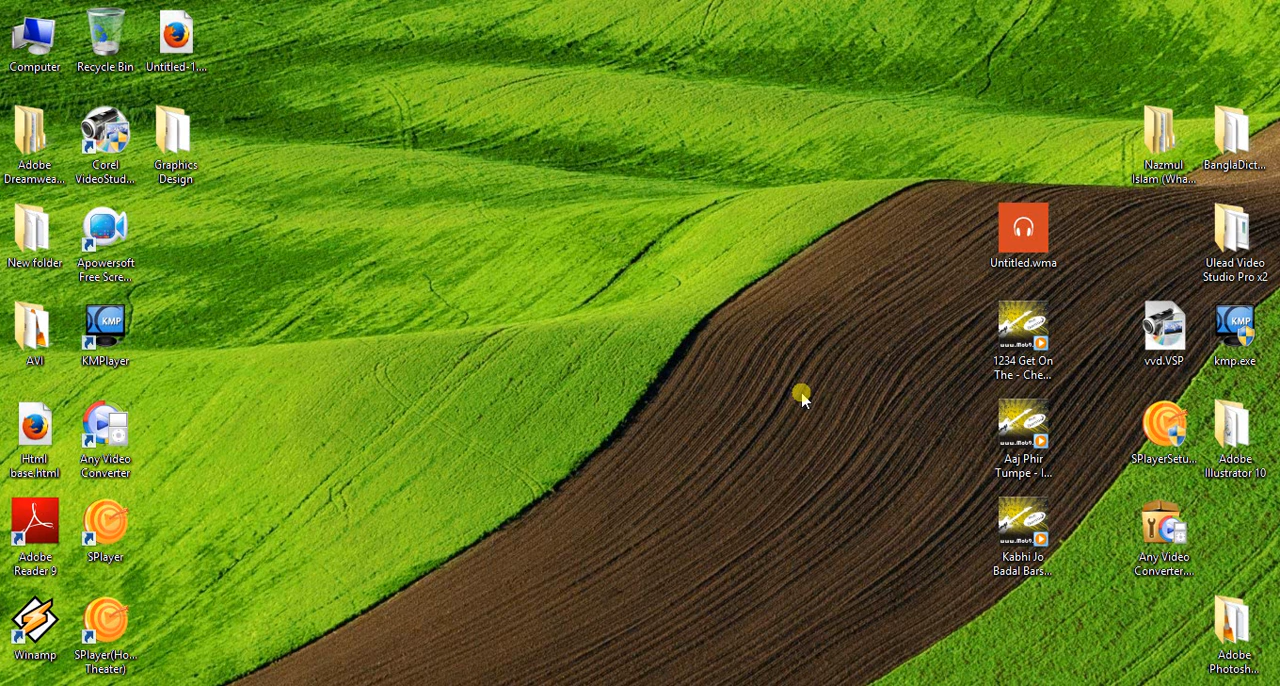 Computer
Recycle Bin
Untitled-1....
Adobe
Dreamwea...
Corel
VideoStud...
Graphics
Design
Nazmul
Islam (Wha...
BanglaDict...
New folder
Apowersoft
Free Scre...
Untitled.wma
Ulead Video
Studio Pro x2
AVI
KMP
KMPlayer
1234 Get On
The - Che...
vvd.VSP
KMP
kmp.exe
Html
base.html
Any Video
Converter
Aaj Phir
Tumpe - I...
SPlayerSetu...
Adobe
Illustrator 10
Adobe
Reader 9
SPlayer
Kabhi Jo
Badal Bars...
Any Video
Converter....
Winamp
SPlayer(Ho...
Theater)
Adobe
Photosh...